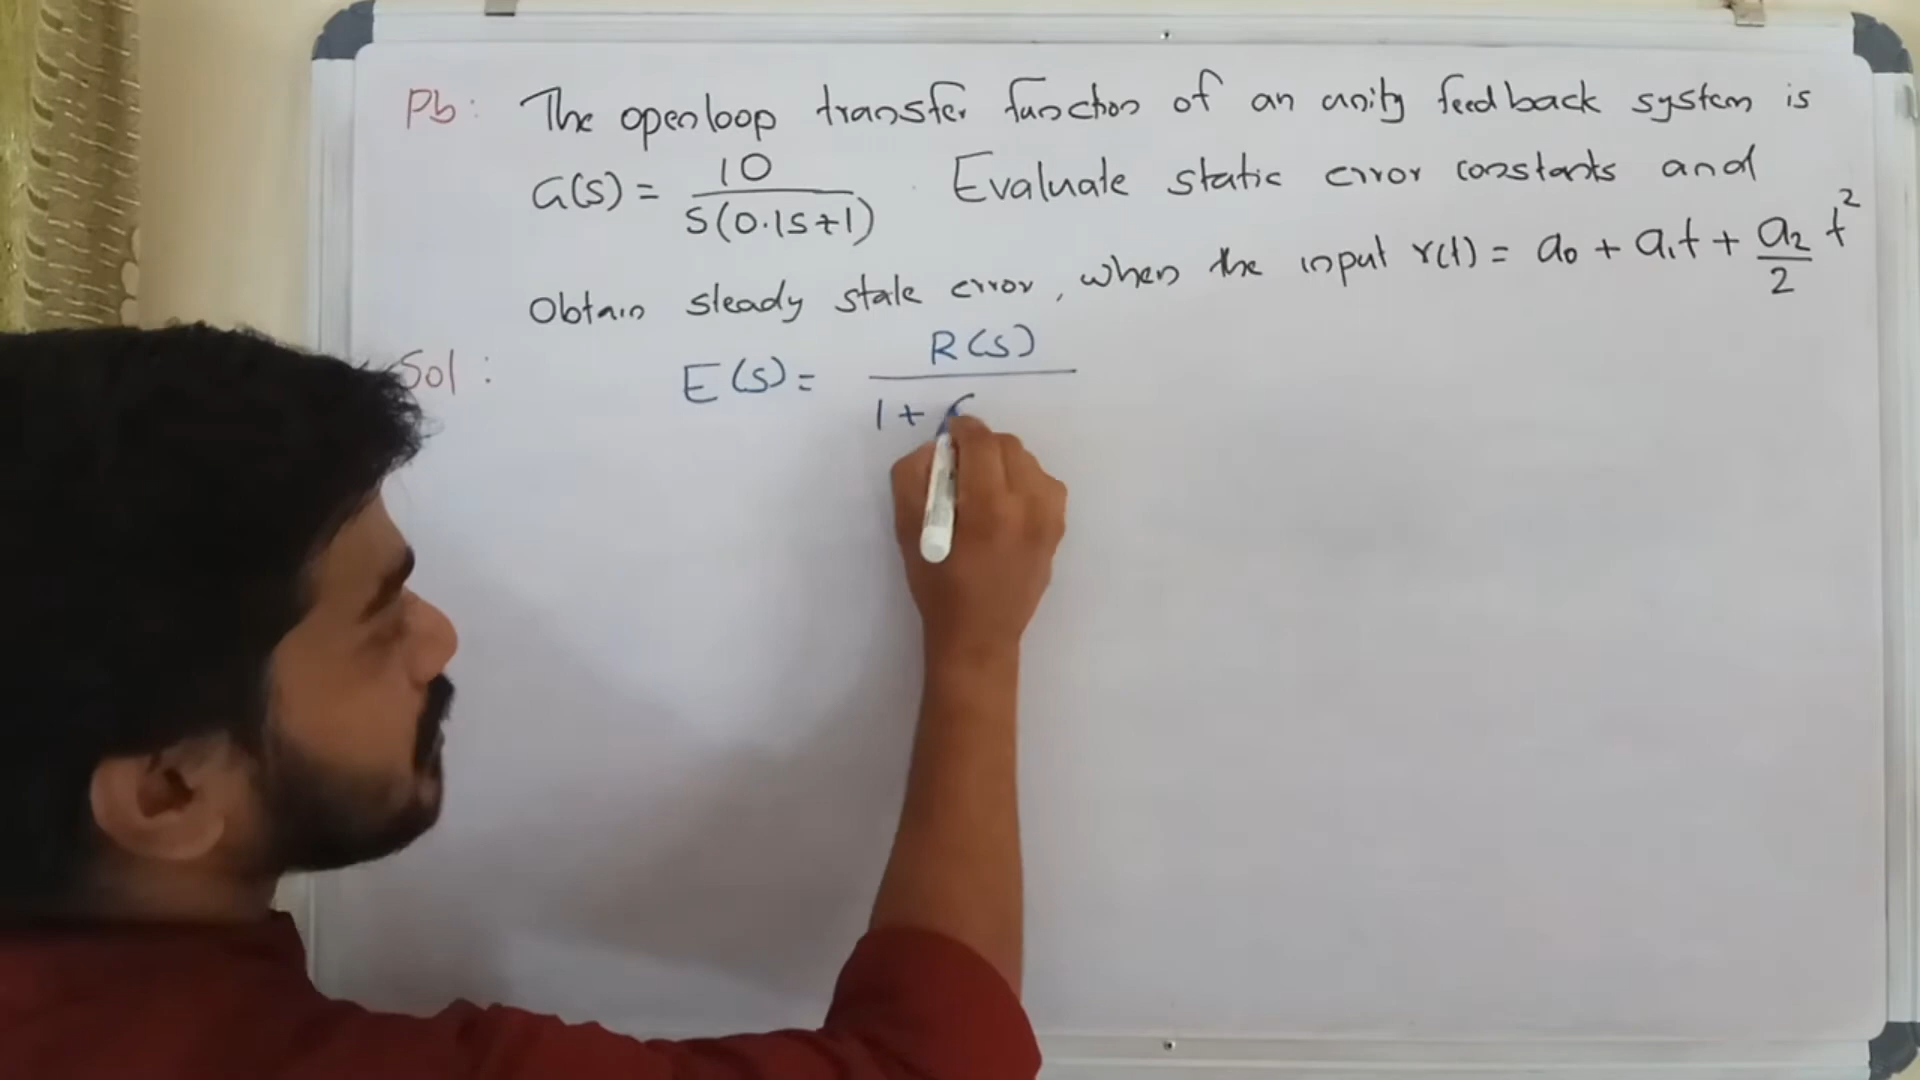 Pb: The openloop transfer function of an unity feedback system is
G(s) = 10 / s(0.1s+1) . Evaluate static error constants and
Obtain steady state error, when the input r(t) = a₀ + a₁t + a₂/2 t²
Sol: E(s) = R(s) / 1 +